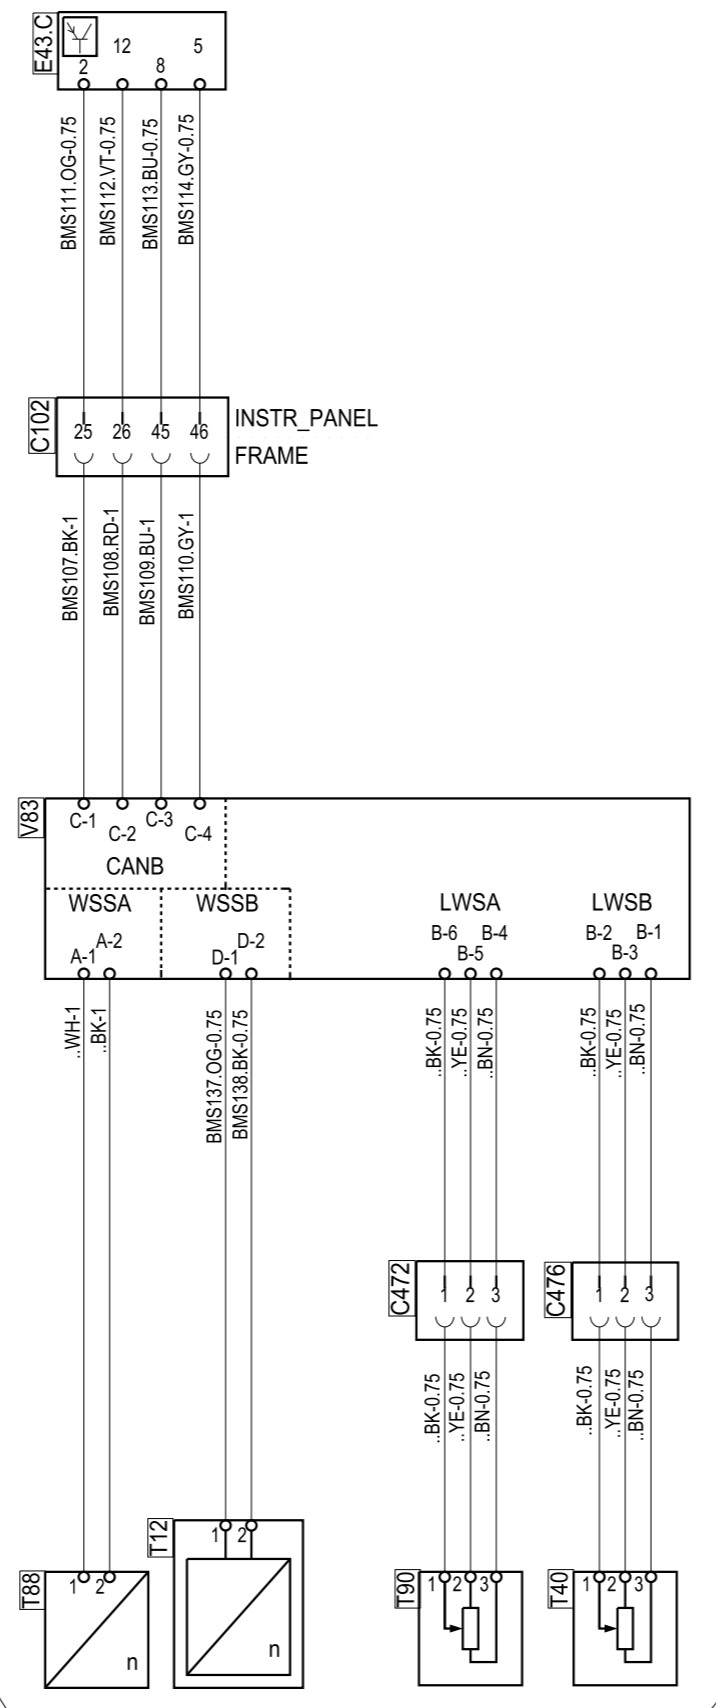 E43.C
2 12 8 5
BMS111.OG-0.75
BMS112.VT-0.75
BMS113.BU-0.75
BMS114.GY-0.75
C102
25 26 45 46
INSTR_PANEL
FRAME
BMS107.BK-1
BMS108.RD-1
BMS109.BU-1
BMS110.GY-1
V83
C-1 C-2 C-3 C-4
CANB
WSSA
A-1 A-2
WSSB
D-1 D-2
LWSA
B-6 B-5 B-4
LWSB
B-2 B-3 B-1
..WH-1
..BK-1
BMS137.OG-0.75
BMS138.BK-0.75
..BK-0.75
..YE-0.75
..BN-0.75
..BK-0.75
..YE-0.75
..BN-0.75
C472
1 2 3
C476
1 2 3
..BK-0.75
..YE-0.75
..BN-0.75
..BK-0.75
..YE-0.75
..BN-0.75
T88
1 2
n
T12
1 2
n
T90
1 2 3
T40
1 2 3